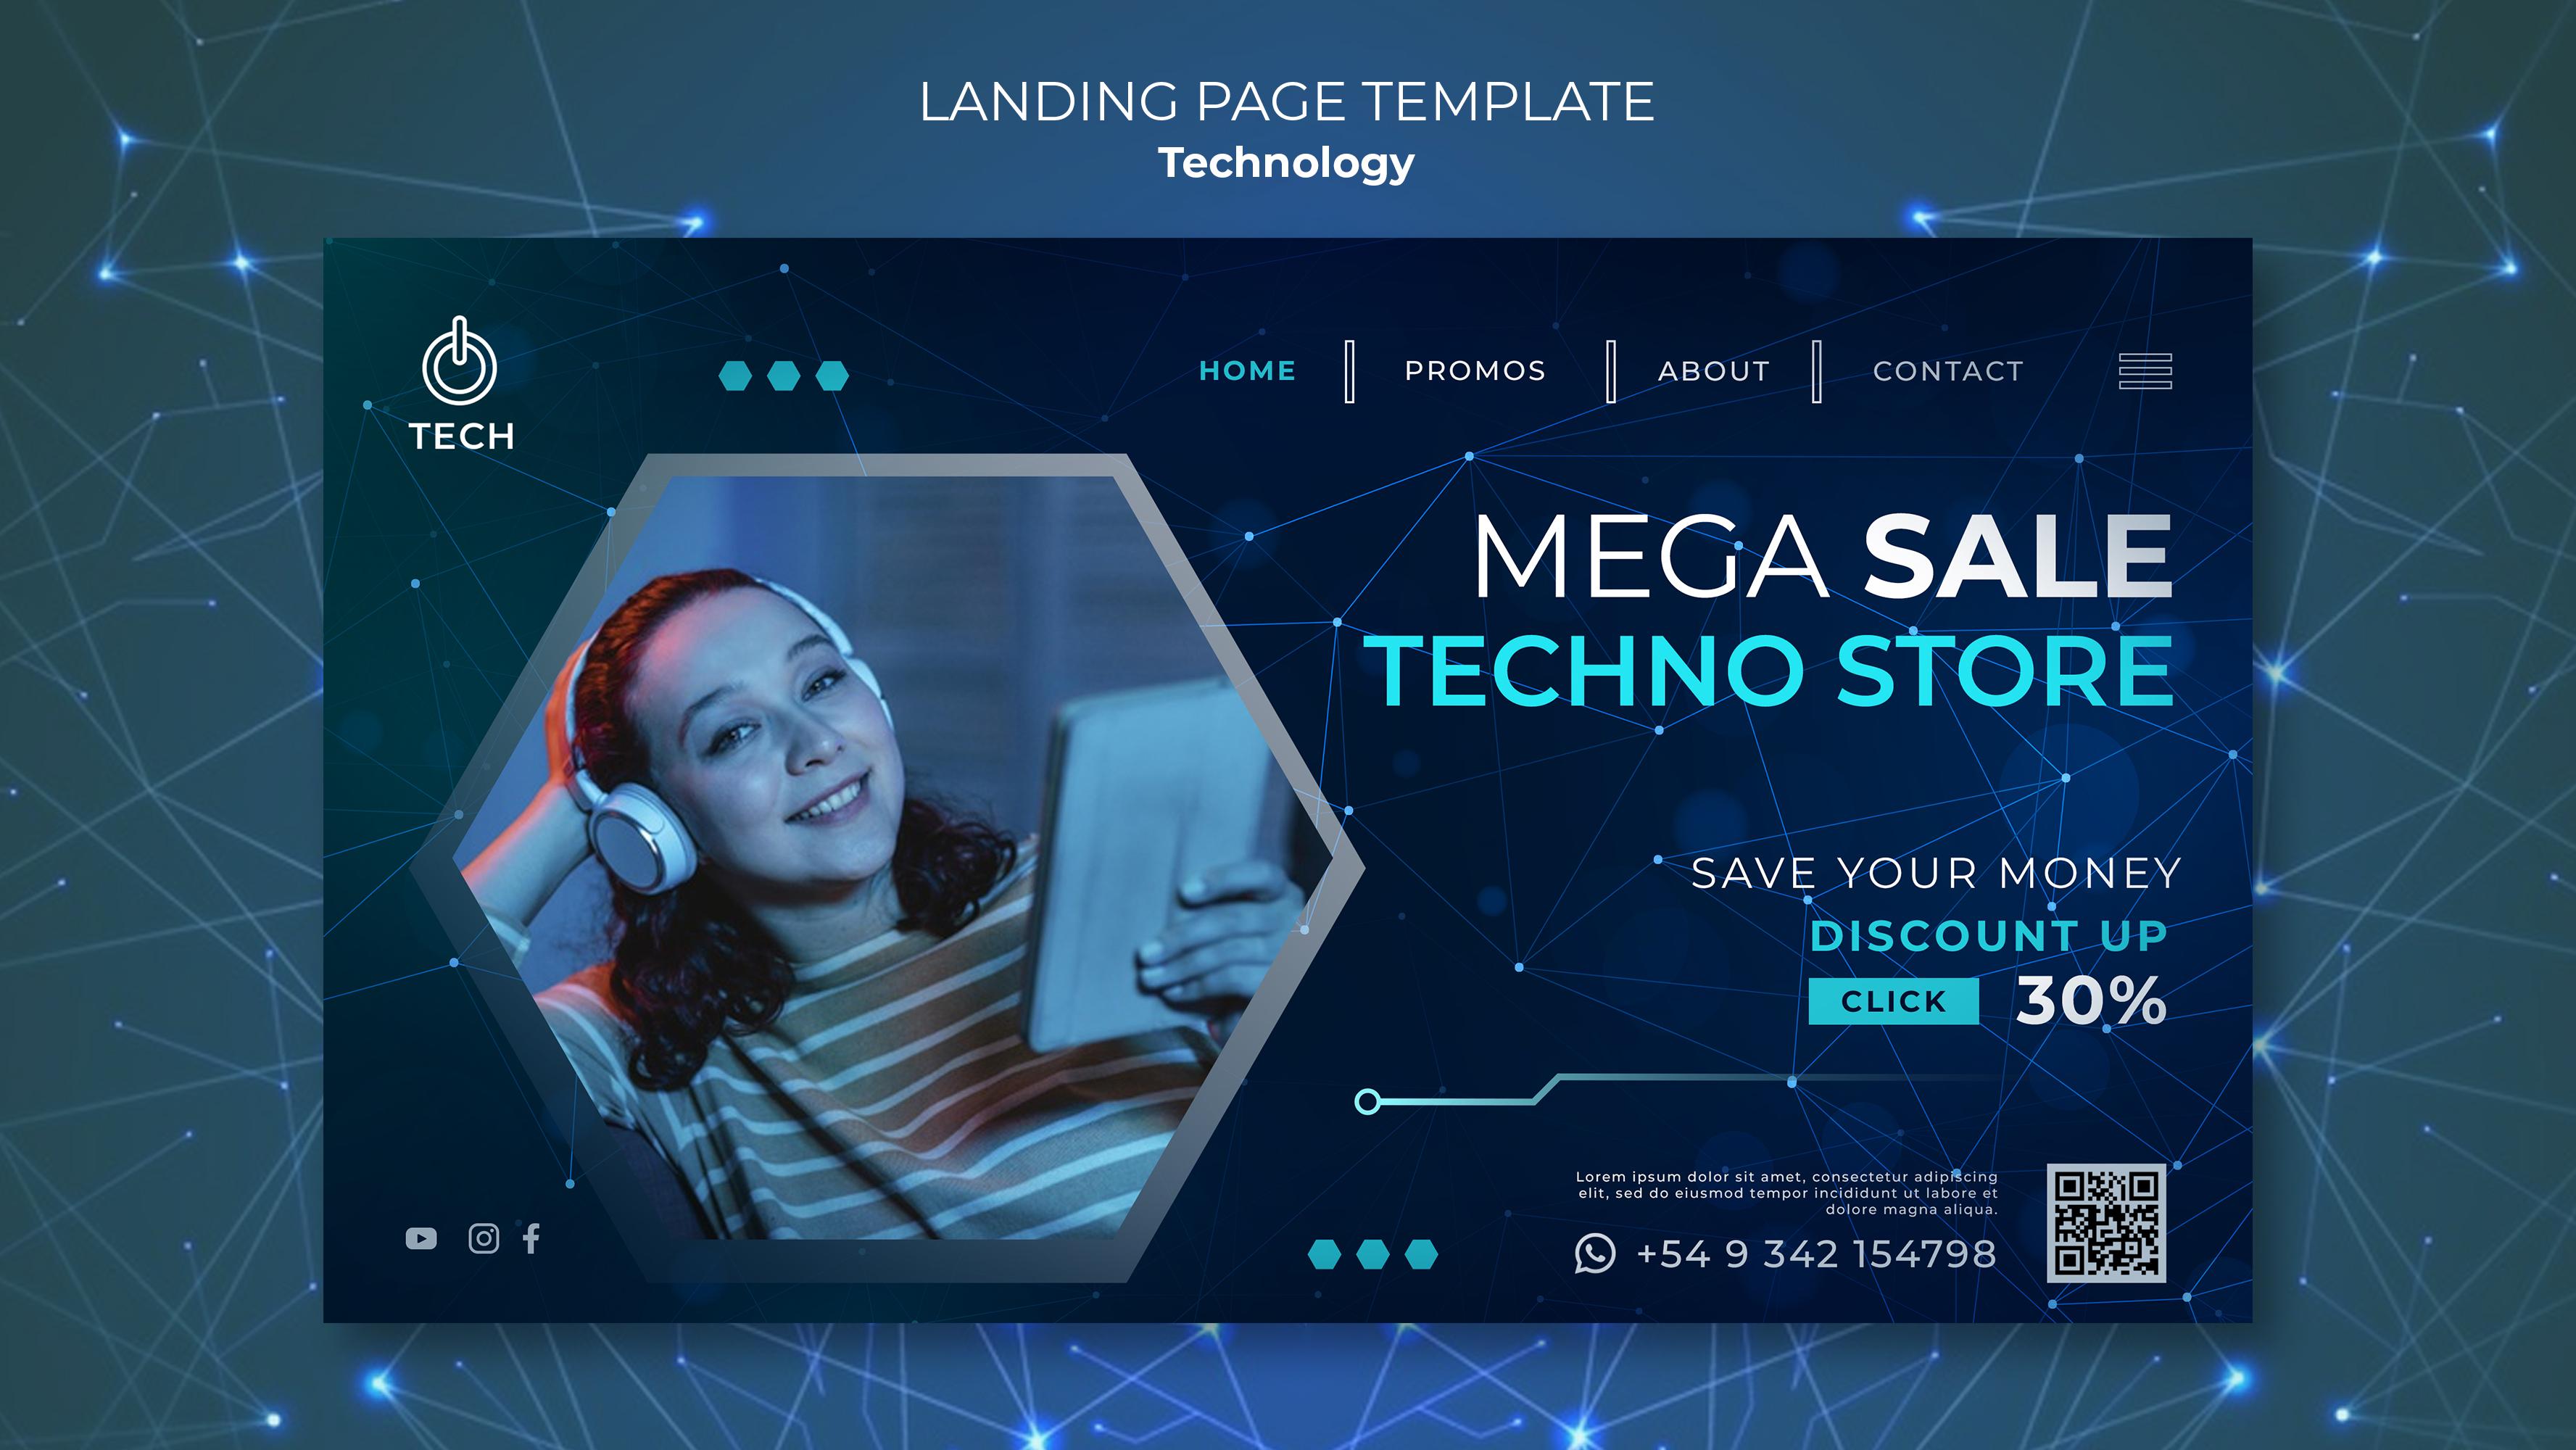 LANDING PAGE TEMPLATE
Technology
TECH
HOME PROMOS ABOUT CONTACT
MEGA SALE
TECHNO STORE
SAVE YOUR MONEY
DISCOUNT UP
CLICK 30%
Lorem ipsum dolor sit amet, consectetur adipiscing
elit, sed do eiusmod tempor incididunt ut labore et
dolore magna aliqua.
+54 9 342 154798